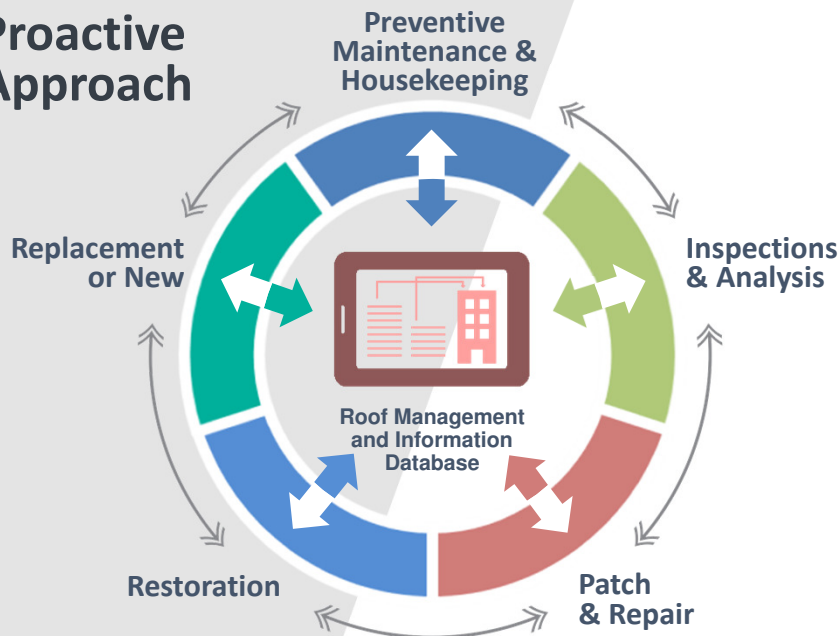 Proactive
Approach
Preventive
Maintenance &
Housekeeping
Inspections
& Analysis
Patch
& Repair
Restoration
Replacement
or New
Roof Management
and Information
Database